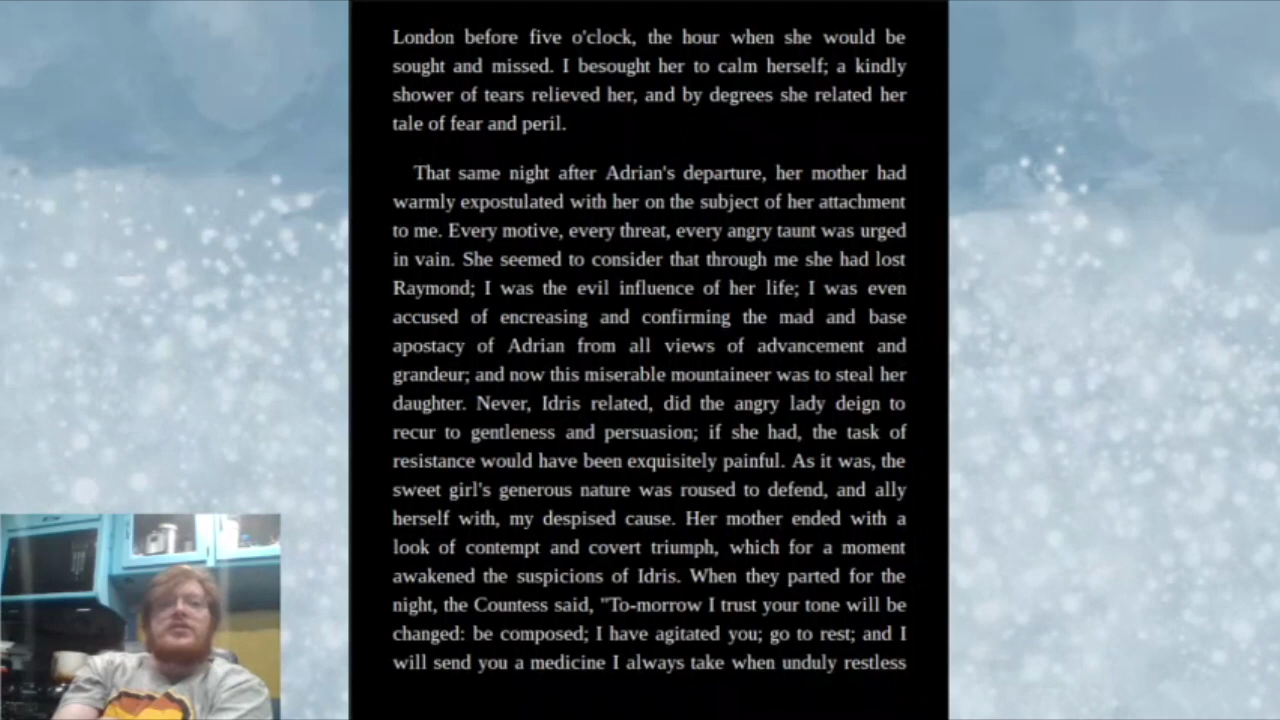 London before five o'clock, the hour when she would be
sought and missed. I besought her to calm herself; a kindly
shower of tears relieved her, and by degrees she related her
tale of fear and peril.
That same night after Adrian's departure, her mother had
warmly expostulated with her on the subject of her attachment
to me. Every motive, every threat, every angry taunt was urged
in vain. She seemed to consider that through me she had lost
Raymond; I was the evil influence of her life; I was even
accused of encreasing and confirming the mad and base
apostacy of Adrian from all views of advancement and
grandeur; and now this miserable mountaineer was to steal her
daughter. Never, Idris related, did the angry lady deign to
recur to gentleness and persuasion; if she had, the task of
resistance would have been exquisitely painful. As it was, the
sweet girl's generous nature was roused to defend, and ally
herself with, my despised cause. Her mother ended with a
look of contempt and covert triumph, which for a moment
awakened the suspicions of Idris. When they parted for the
night, the Countess said, "To-morrow I trust your tone will be
changed: be composed; I have agitated you; go to rest; and I
will send you a medicine I always take when unduly restless